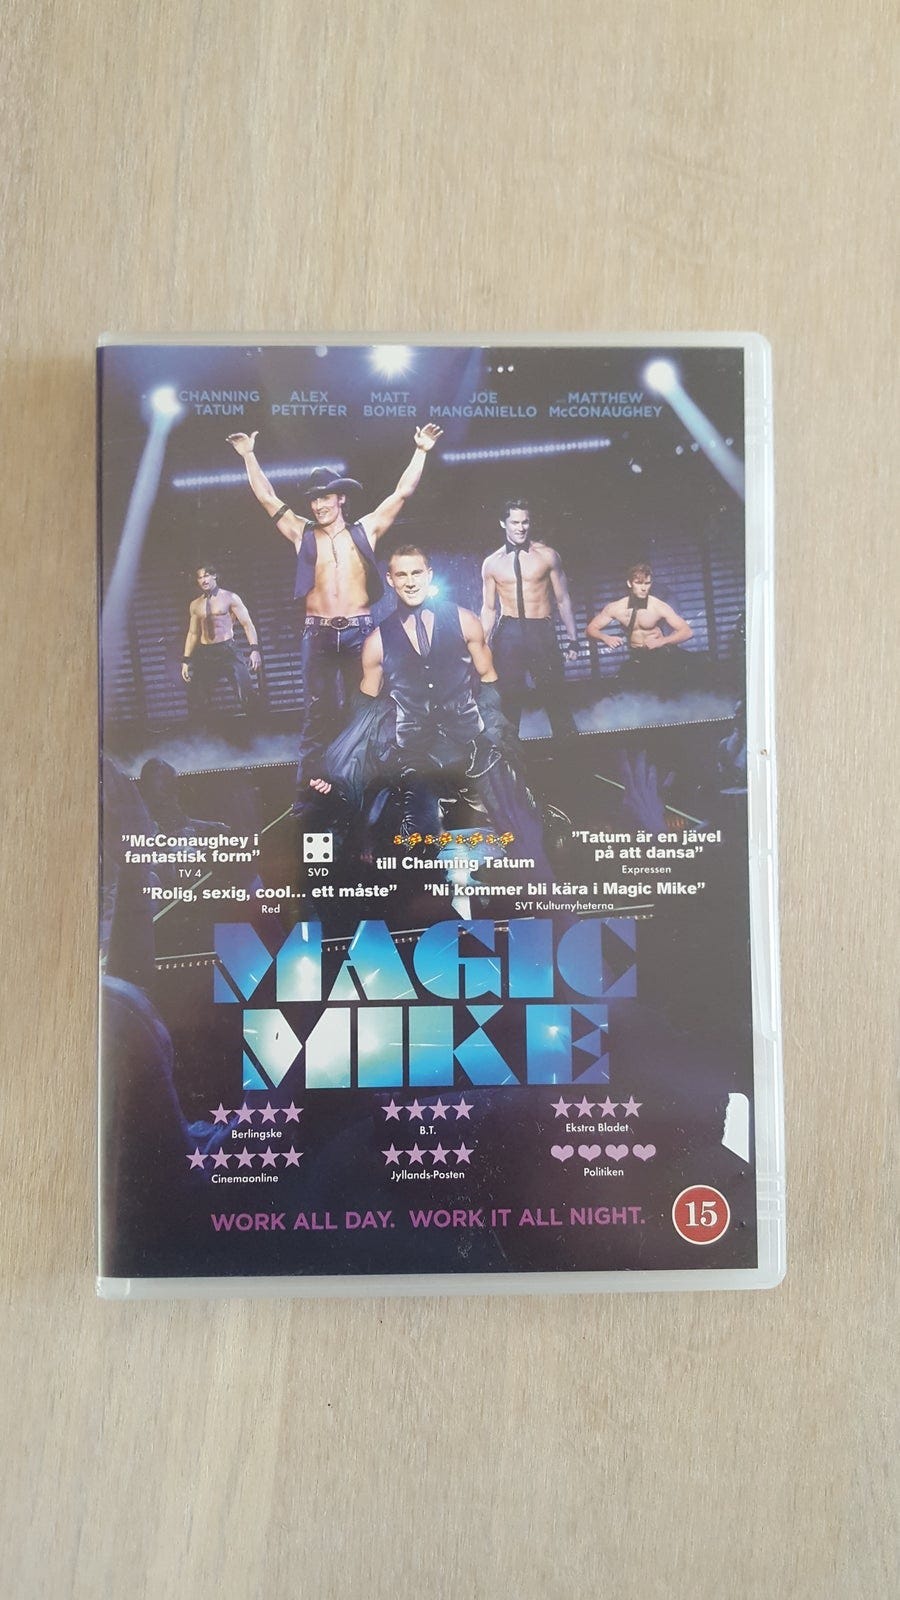 CHANNING TATUM
ALEX PETTYFER
MATT BOMER
JOE MANGANIELLO
MATTHEW McCONAUGHEY
”McConaughey i
fantastisk form”
TV 4
SVD
till Channing Tatum
”Tatum är en jävel
på att dansa”
Expressen
”Rolig, sexig, cool... ett måste”
Red
”Ni kommer bli kära i Magic Mike”
SVT Kulturnyheterna
MAGIC
MIKE
Berlingske
B.T.
Ekstra Bladet
Cinemaonline
Jyllands-Posten
Politiken
WORK ALL DAY. WORK IT ALL NIGHT.
15